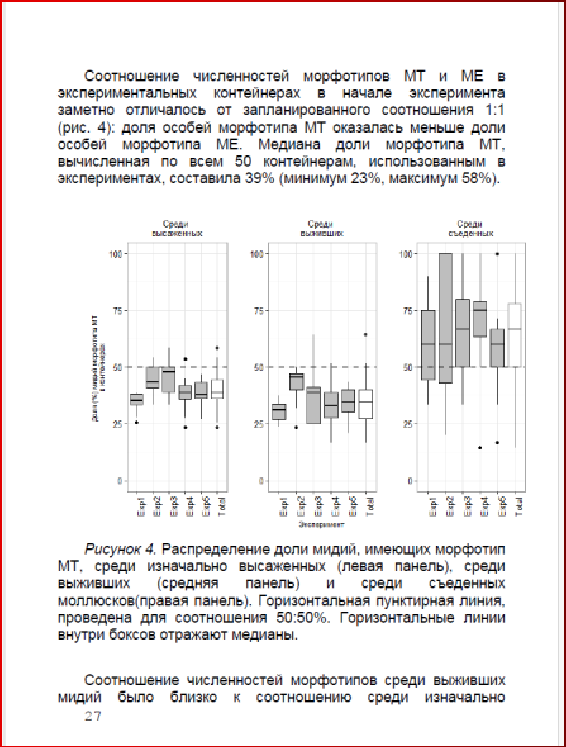 Соотношение численностей морфотипов МТ и МЕ в
экспериментальных контейнерах в начале эксперимента
заметно отличалось от запланированного соотношения 1:1
(рис. 4): доля особей морфотипа МТ оказалась меньше доли
особей морфотипа МЕ. Медиана доли морфотипа МТ,
вычисленная по всем 50 контейнерам, использованным в
экспериментах, составила 39% (минимум 23%, максимум 58%).
Среди
высаженных
Среди
выживших
Среди
съеденных
Доля (%) мидий морфотипа МТ
в контейнерах
100
75
50
25
0
100
75
50
25
0
100
75
50
25
0
Exp1
Exp2
Exp3
Exp4
Exp5
Total
Exp1
Exp2
Exp3
Exp4
Exp5
Total
Exp1
Exp2
Exp3
Exp4
Exp5
Total
Эксперимент
Рисунок 4. Распределение доли мидий, имеющих морфотип
МТ, среди изначально высаженных (левая панель), среди
выживших (средняя панель) и среди съеденных
моллюсков(правая панель). Горизонтальная пунктирная линия,
проведена для соотношения 50:50%. Горизонтальные линии
внутри боксов отражают медианы.
Соотношение численностей морфотипов среди выживших
мидий было близко к соотношению среди изначально
27